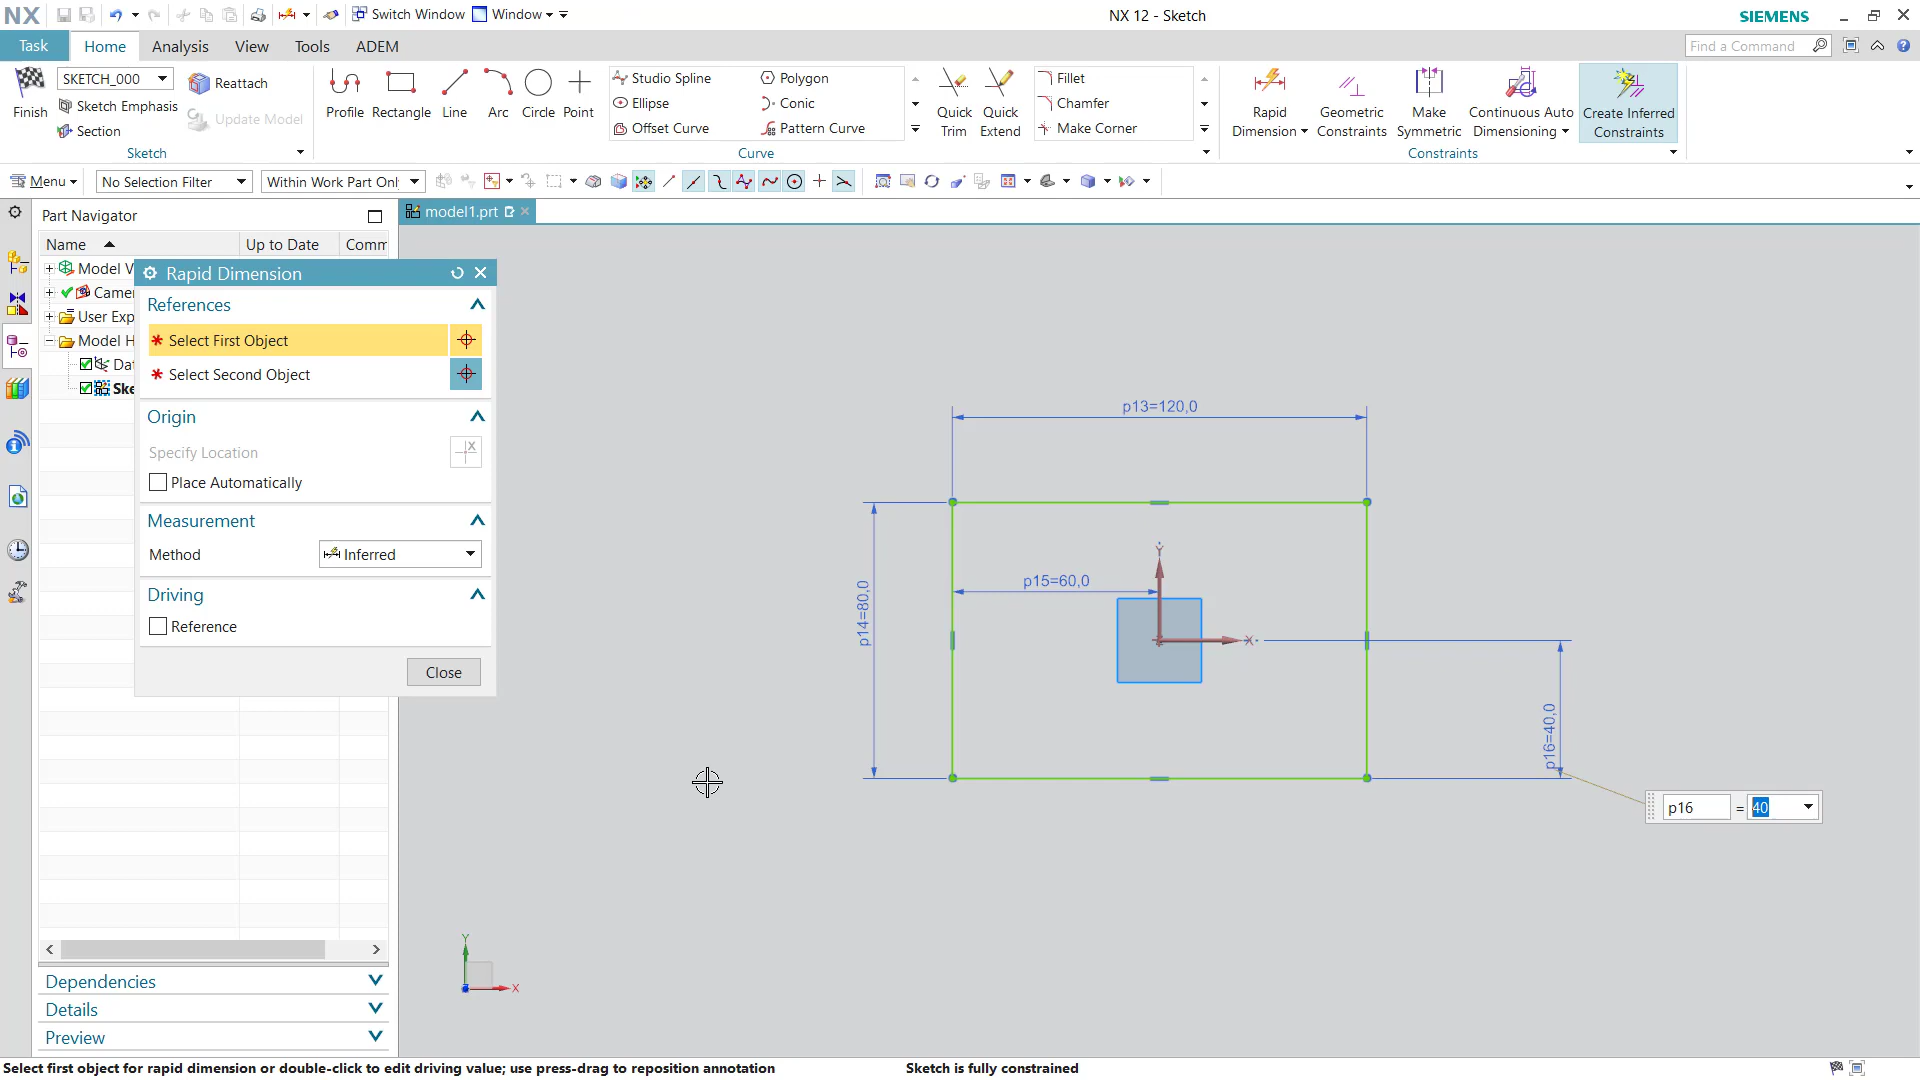 NX
Switch Window
Window
NX 12 - Sketch
SIEMENS
Task
Home
Analysis
View
Tools
ADEM
Find a Command
Finish
SKETCH_000
Sketch Emphasis
Section
Reattach
Update Model
Sketch
Profile
Rectangle
Line
Arc
Circle
Point
Studio Spline
Ellipse
Offset Curve
Polygon
Conic
Pattern Curve
Curve
Quick Trim
Quick Extend
Fillet
Chamfer
Make Corner
Rapid Dimension
Geometric Constraints
Make Symmetric
Continuous Auto Dimensioning
Create Inferred Constraints
Constraints
Menu
No Selection Filter
Within Work Part Onl
Part Navigator
model1.prt
Name
Up to Date
Comm
Model V
Camer
User Exp
Model H
Dat
Ske
Rapid Dimension
References
* Select First Object
* Select Second Object
Origin
Specify Location
Place Automatically
Measurement
Method
Inferred
Driving
Reference
Close
p13=120,0
p14=80,0
p15=60,0
p16=40,0
Y
X
p16 = 40
Y
X
Dependencies
Details
Preview
Select first object for rapid dimension or double-click to edit driving value; use press-drag to reposition annotation
Sketch is fully constrained